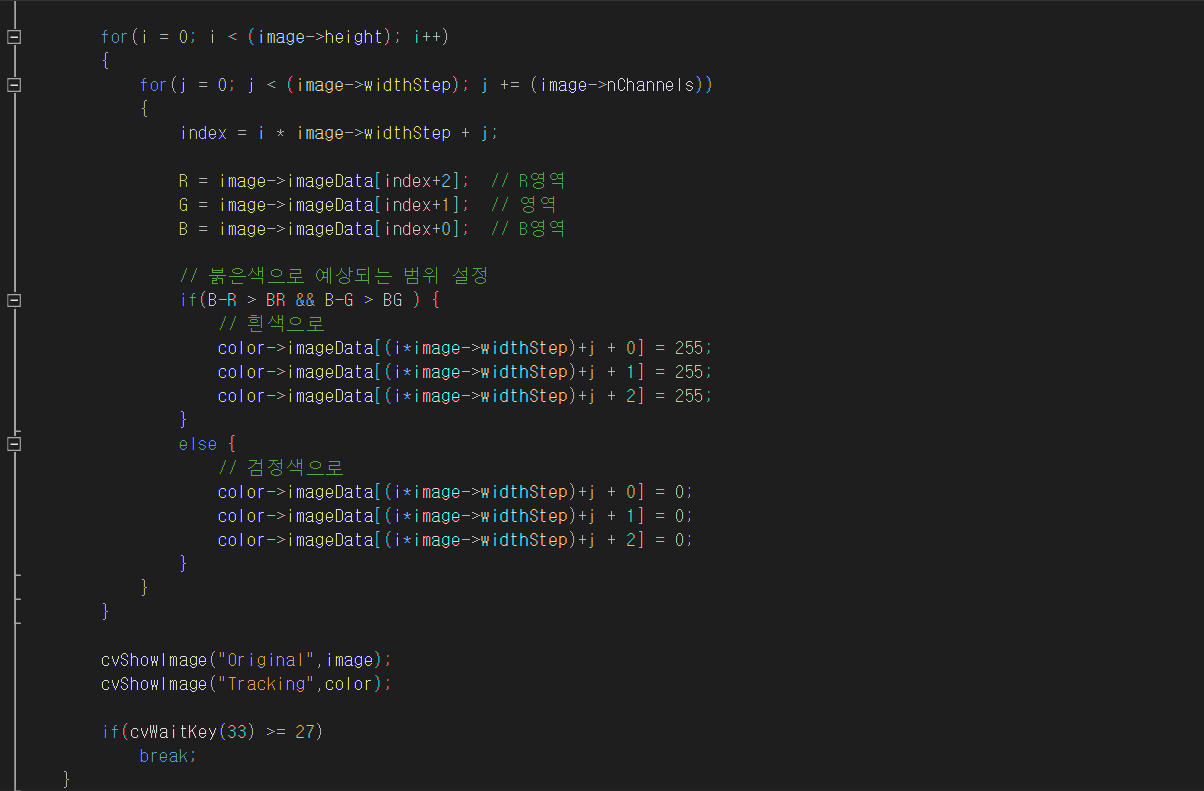 for(i = 0; i < (image->height); i++)
{
for(j = 0; j < (image->widthStep); j += (image->nChannels))
{
index = i * image->widthStep + j;
R = image->imageData[index+2]; // R영역
G = image->imageData[index+1]; // 영역
B = image->imageData[index+0]; // B영역
// 붉은색으로 예상되는 범위 설정
if(B-R > BR && B-G > BG ) {
// 흰색으로
color->imageData[(i*image->widthStep)+j + 0] = 255;
color->imageData[(i*image->widthStep)+j + 1] = 255;
color->imageData[(i*image->widthStep)+j + 2] = 255;
}
else {
// 검정색으로
color->imageData[(i*image->widthStep)+j + 0] = 0;
color->imageData[(i*image->widthStep)+j + 1] = 0;
color->imageData[(i*image->widthStep)+j + 2] = 0;
}
}
}
cvShowImage("Original",image);
cvShowImage("Tracking",color);
if(cvWaitKey(33) >= 27)
break;
}